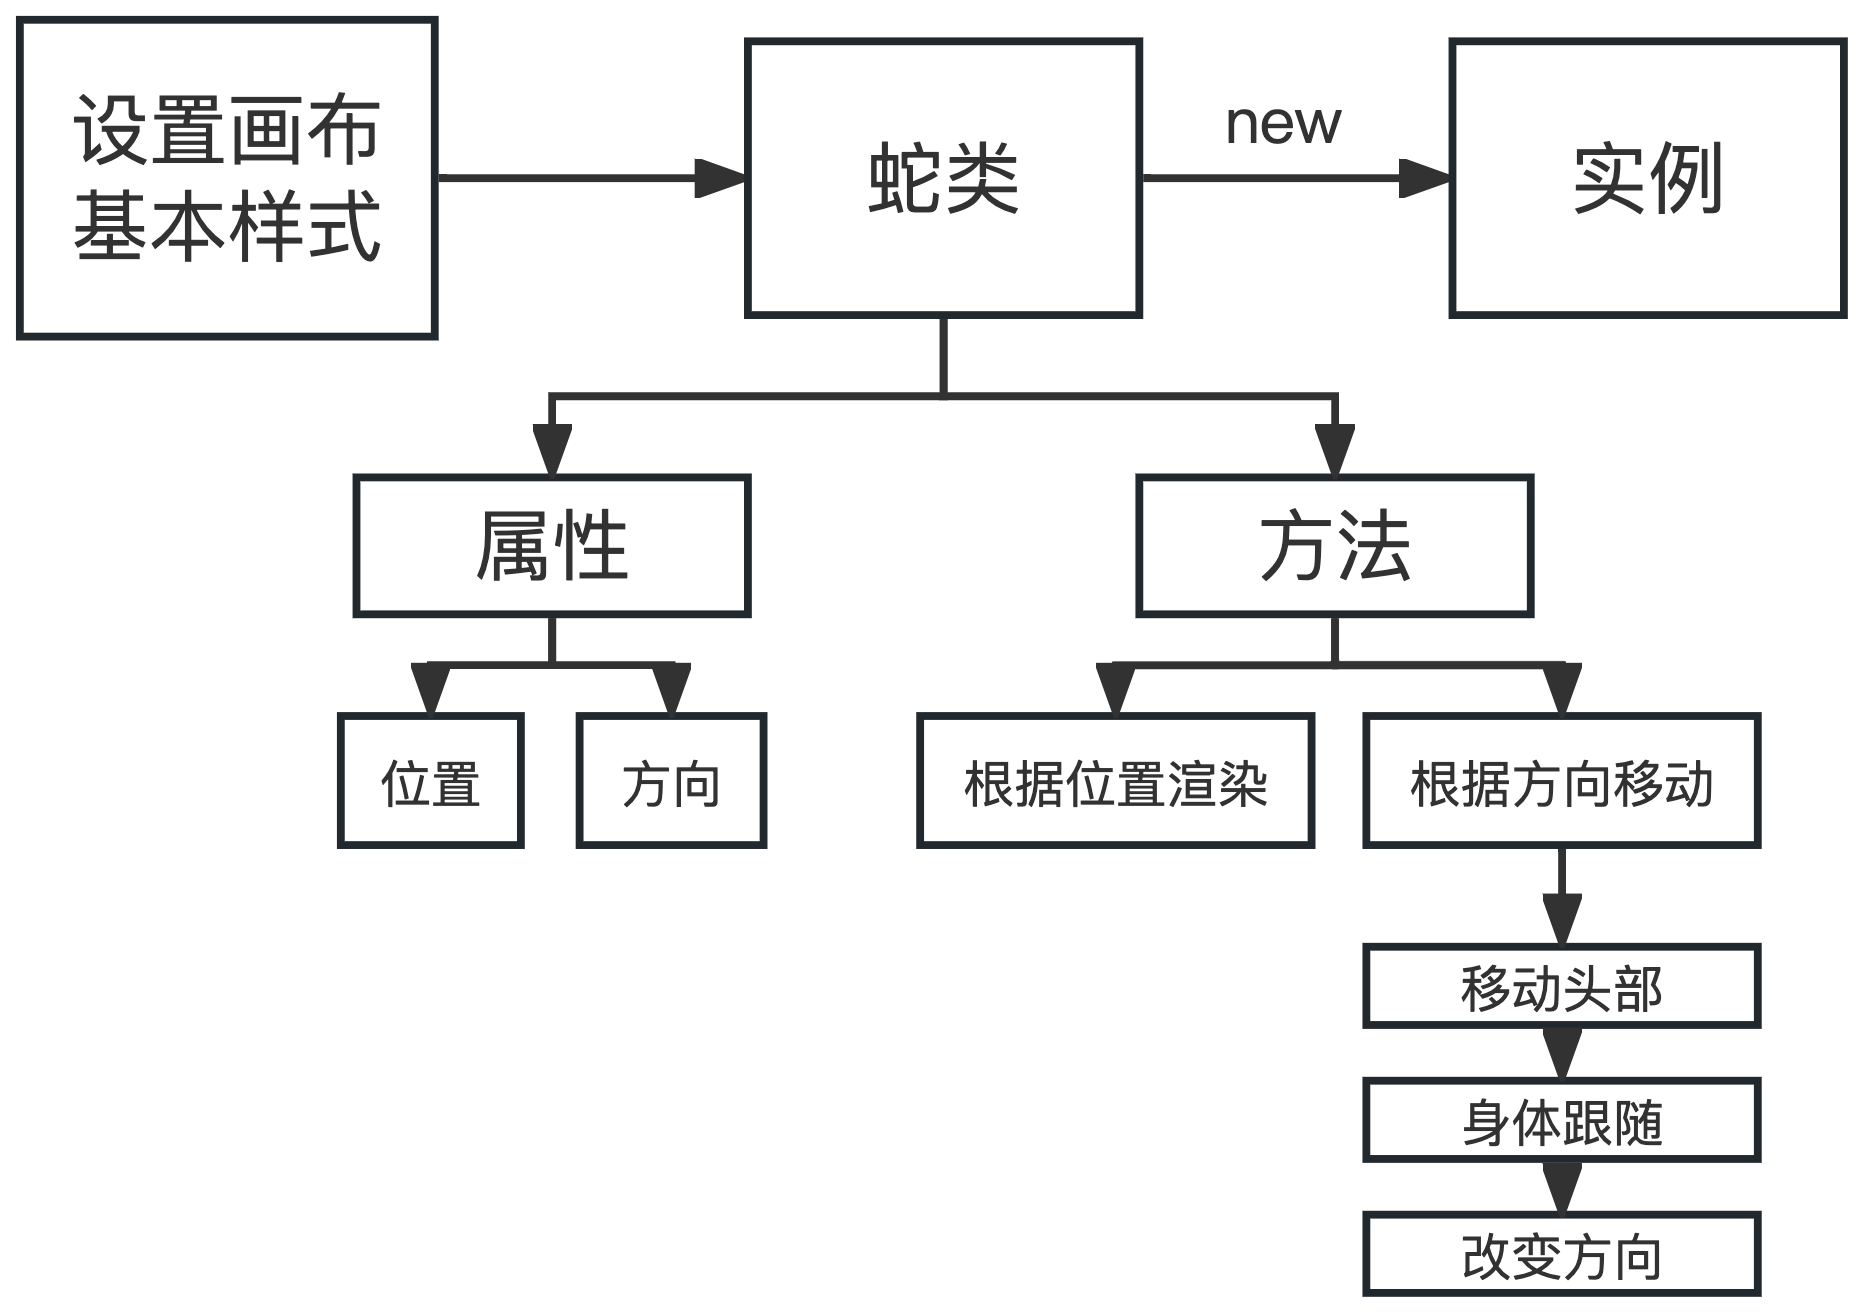 设置画布
基本样式
蛇类
new
实例
属性
方法
位置
方向
根据位置渲染
根据方向移动
移动头部
身体跟随
改变方向